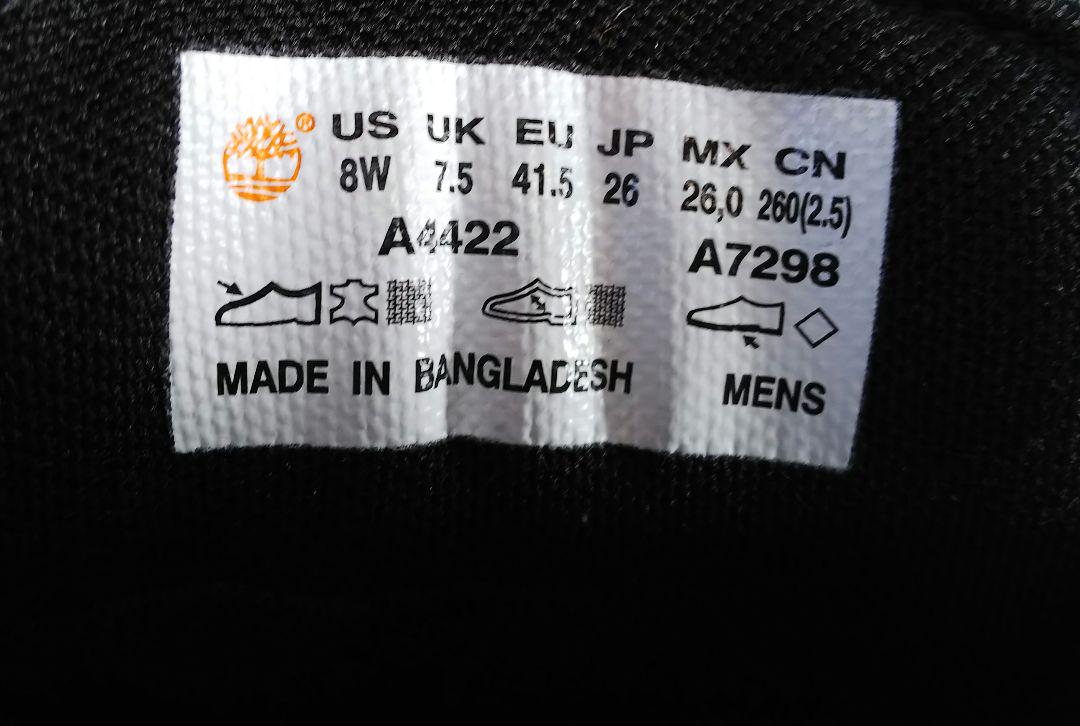 ® US UK EU JP MX CN
8W 7.5 41.5 26 26,0 260(2.5)
A4422 A7298
MADE IN BANGLADESH MENS